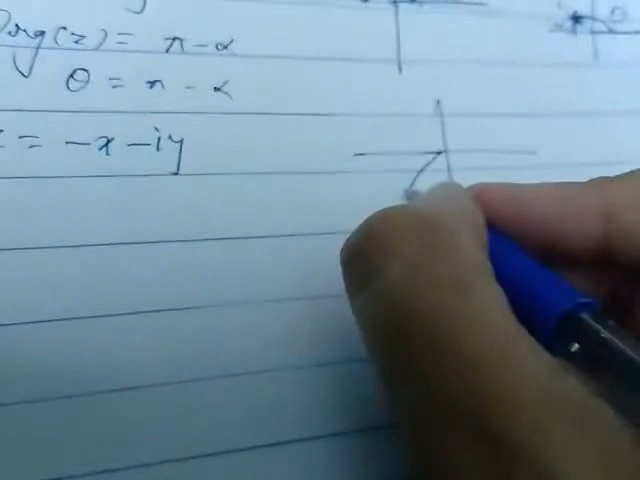 Arg(z) = π - α
θ = π - α
z = -x - iy